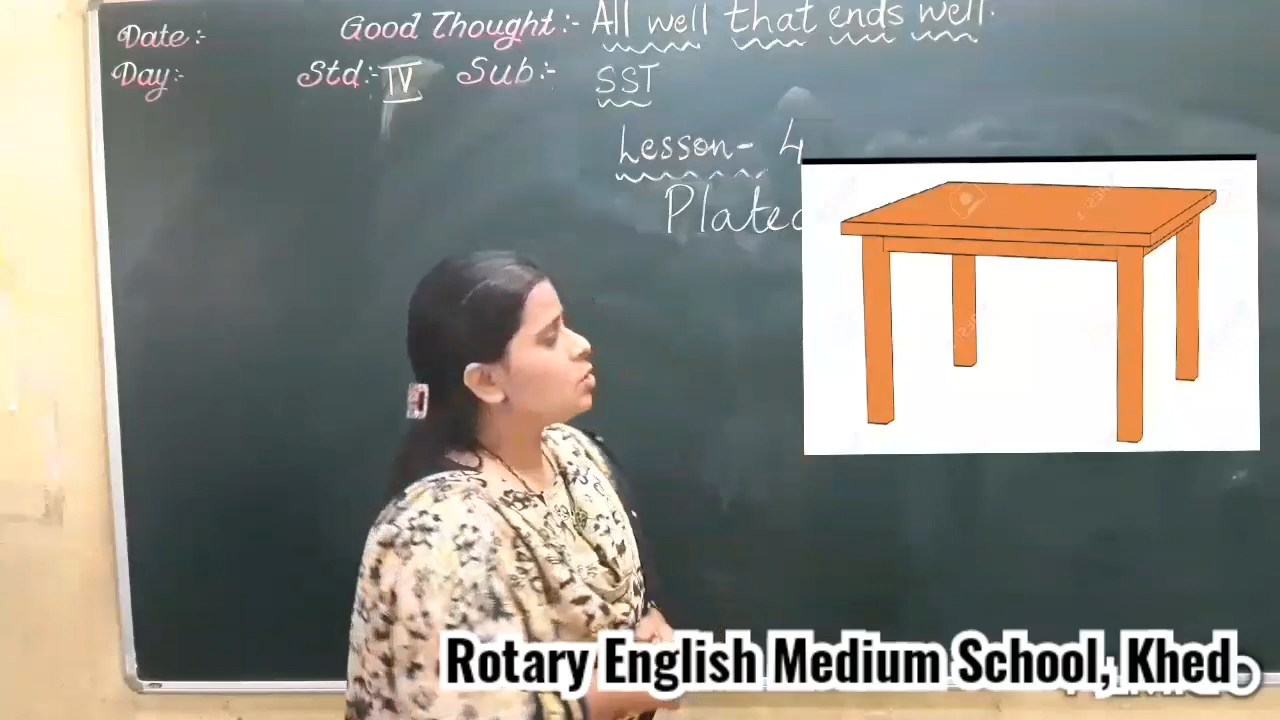 Date:- Good Thought:- All well that ends well.
Day:- Std:- IV Sub:- SST
Lesson- 4
Plate
Rotary English Medium School, Khed